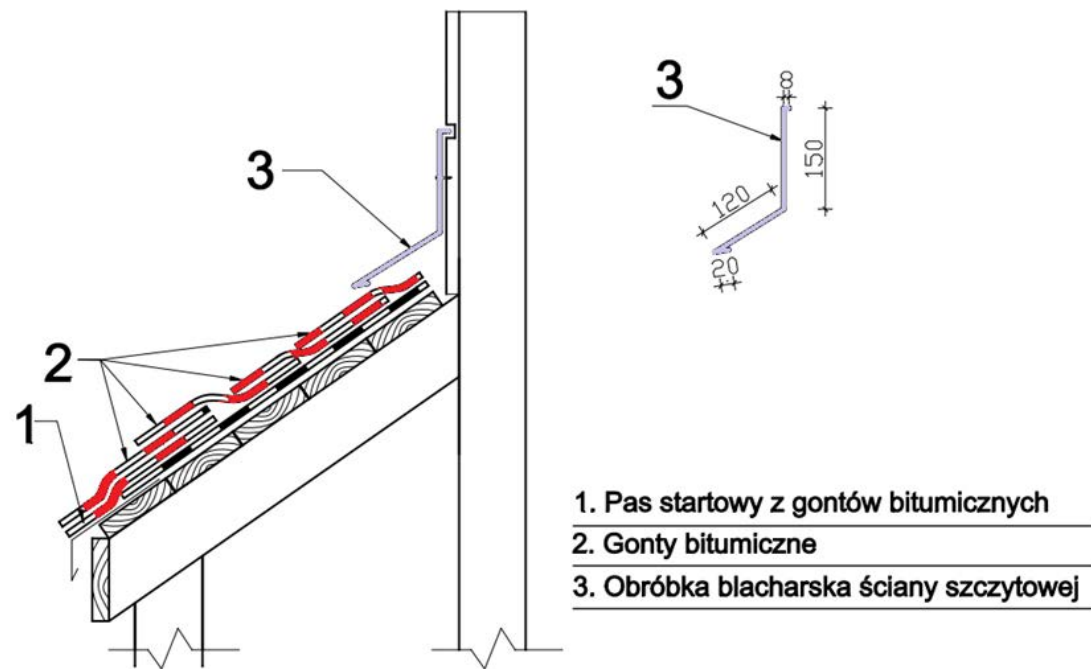 3
8
150
120
20
3
2
1
1. Pas startowy z gontów bitumicznych
2. Gonty bitumiczne
3. Obróbka blacharska ściany szczytowej